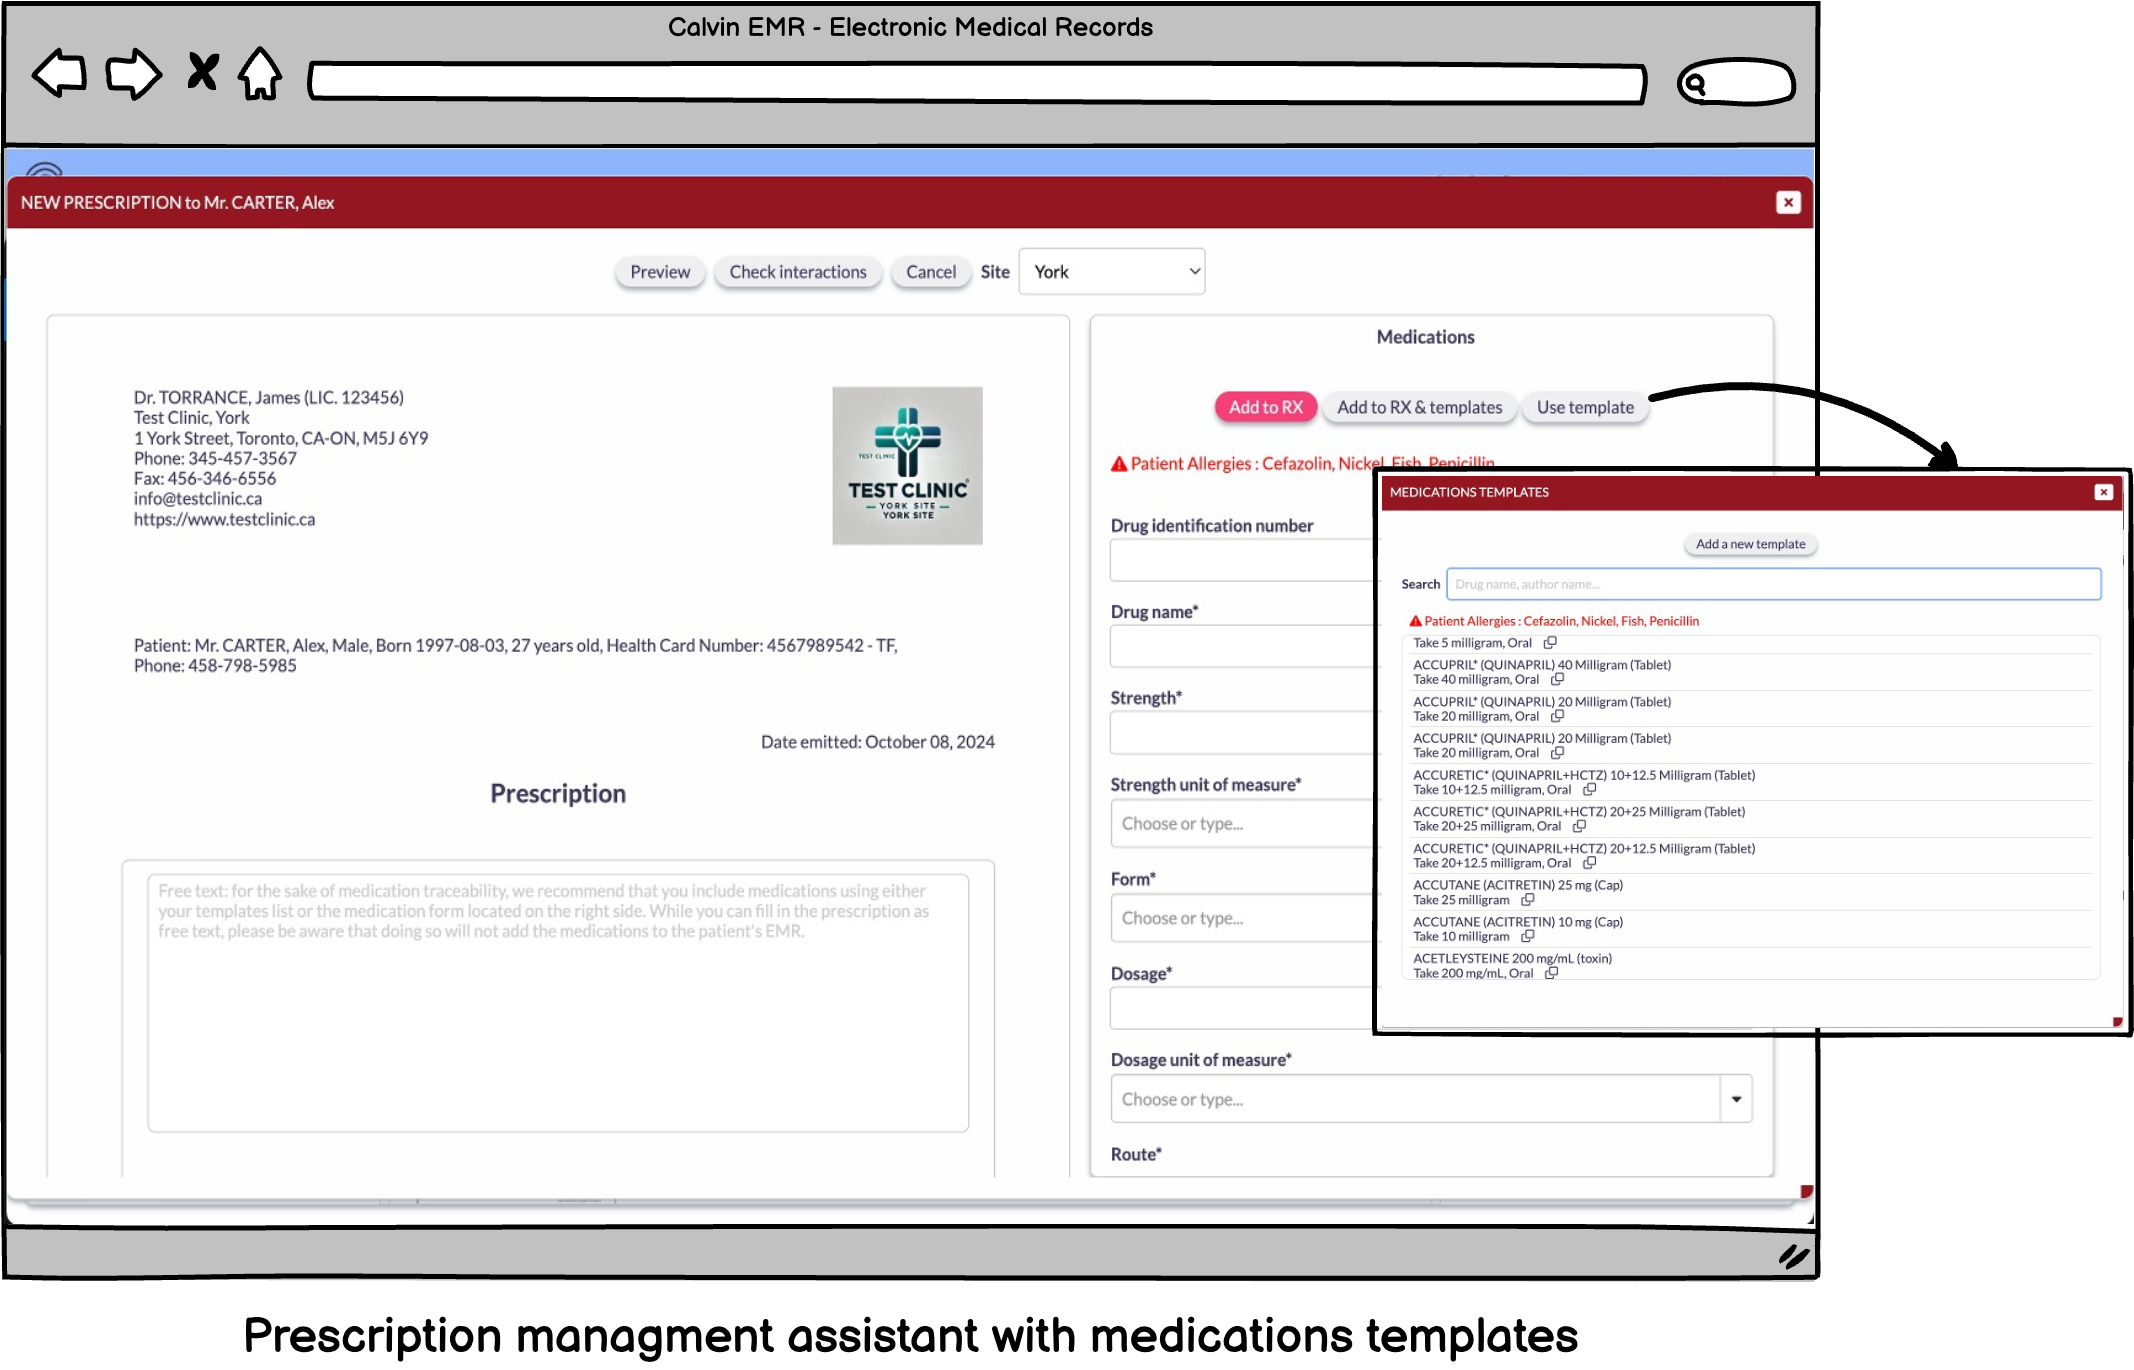 Calvin EMR - Electronic Medical Records
NEW PRESCRIPTION to Mr. CARTER, Alex
Preview
Check interactions
Cancel
Site
York
Dr. TORRANCE, James (LIC. 123456)
Test Clinic, York
1 York Street, Toronto, CA-ON, M5J 6Y9
Phone: 345-457-3567
Fax: 456-346-6556
info@testclinic.ca
https://www.testclinic.ca
TEST CLINIC
TEST CLINIC
YORK SITE
YORK SITE
Patient: Mr. CARTER, Alex, Male, Born 1997-08-03, 27 years old, Health Card Number: 4567989542 - TF,
Phone: 458-798-5985
Date emitted: October 08, 2024
Prescription
Free text: for the sake of medication traceability, we recommend that you include medications using either
your templates list or the medication form located on the right side. While you can fill in the prescription as
free text, please be aware that doing so will not add the medications to the patient's EMR.
Medications
Add to RX
Add to RX & templates
Use template
Patient Allergies : Cefazolin, Nickel, Fish, Penicillin
Drug identification number
Drug name*
Strength*
Strength unit of measure*
Choose or type...
Form*
Choose or type...
Dosage*
Dosage unit of measure*
Choose or type...
Route*
MEDICATIONS TEMPLATES
Add a new template
Search
Drug name, author name...
Patient Allergies : Cefazolin, Nickel, Fish, Penicillin
Take 5 milligram, Oral
ACCUPRIL* (QUINAPRIL) 40 Milligram (Tablet)
Take 40 milligram, Oral
ACCUPRIL* (QUINAPRIL) 20 Milligram (Tablet)
Take 20 milligram, Oral
ACCUPRIL* (QUINAPRIL) 20 Milligram (Tablet)
Take 20 milligram, Oral
ACCURETIC* (QUINAPRIL+HCTZ) 10+12.5 Milligram (Tablet)
Take 10+12.5 milligram, Oral
ACCURETIC* (QUINAPRIL+HCTZ) 20+25 Milligram (Tablet)
Take 20+25 milligram, Oral
ACCURETIC* (QUINAPRIL+HCTZ) 20+12.5 Milligram (Tablet)
Take 20+12.5 milligram, Oral
ACCUTANE (ACITRETIN) 25 mg (Cap)
Take 25 milligram
ACCUTANE (ACITRETIN) 10 mg (Cap)
Take 10 milligram
ACETLEYSTEINE 200 mg/mL (toxin)
Take 200 mg/mL, Oral
Prescription managment assistant with medications templates